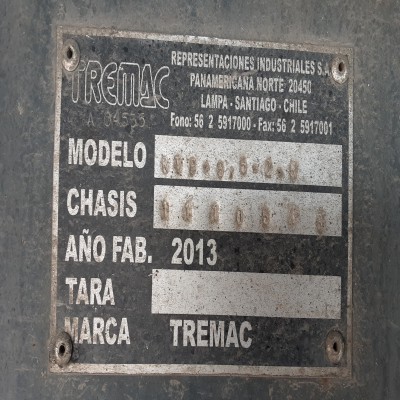 TREMAC
REPRESENTACIONES INDUSTRIALES S.A
PANAMERICANA NORTE 20450
LAMPA - SANTIAGO - CHILE
Fono: 56 2 5917000 - Fax: 56 2 5917001
MODELO
CHASIS
AÑO FAB. 2013
TARA
MARCA TREMAC